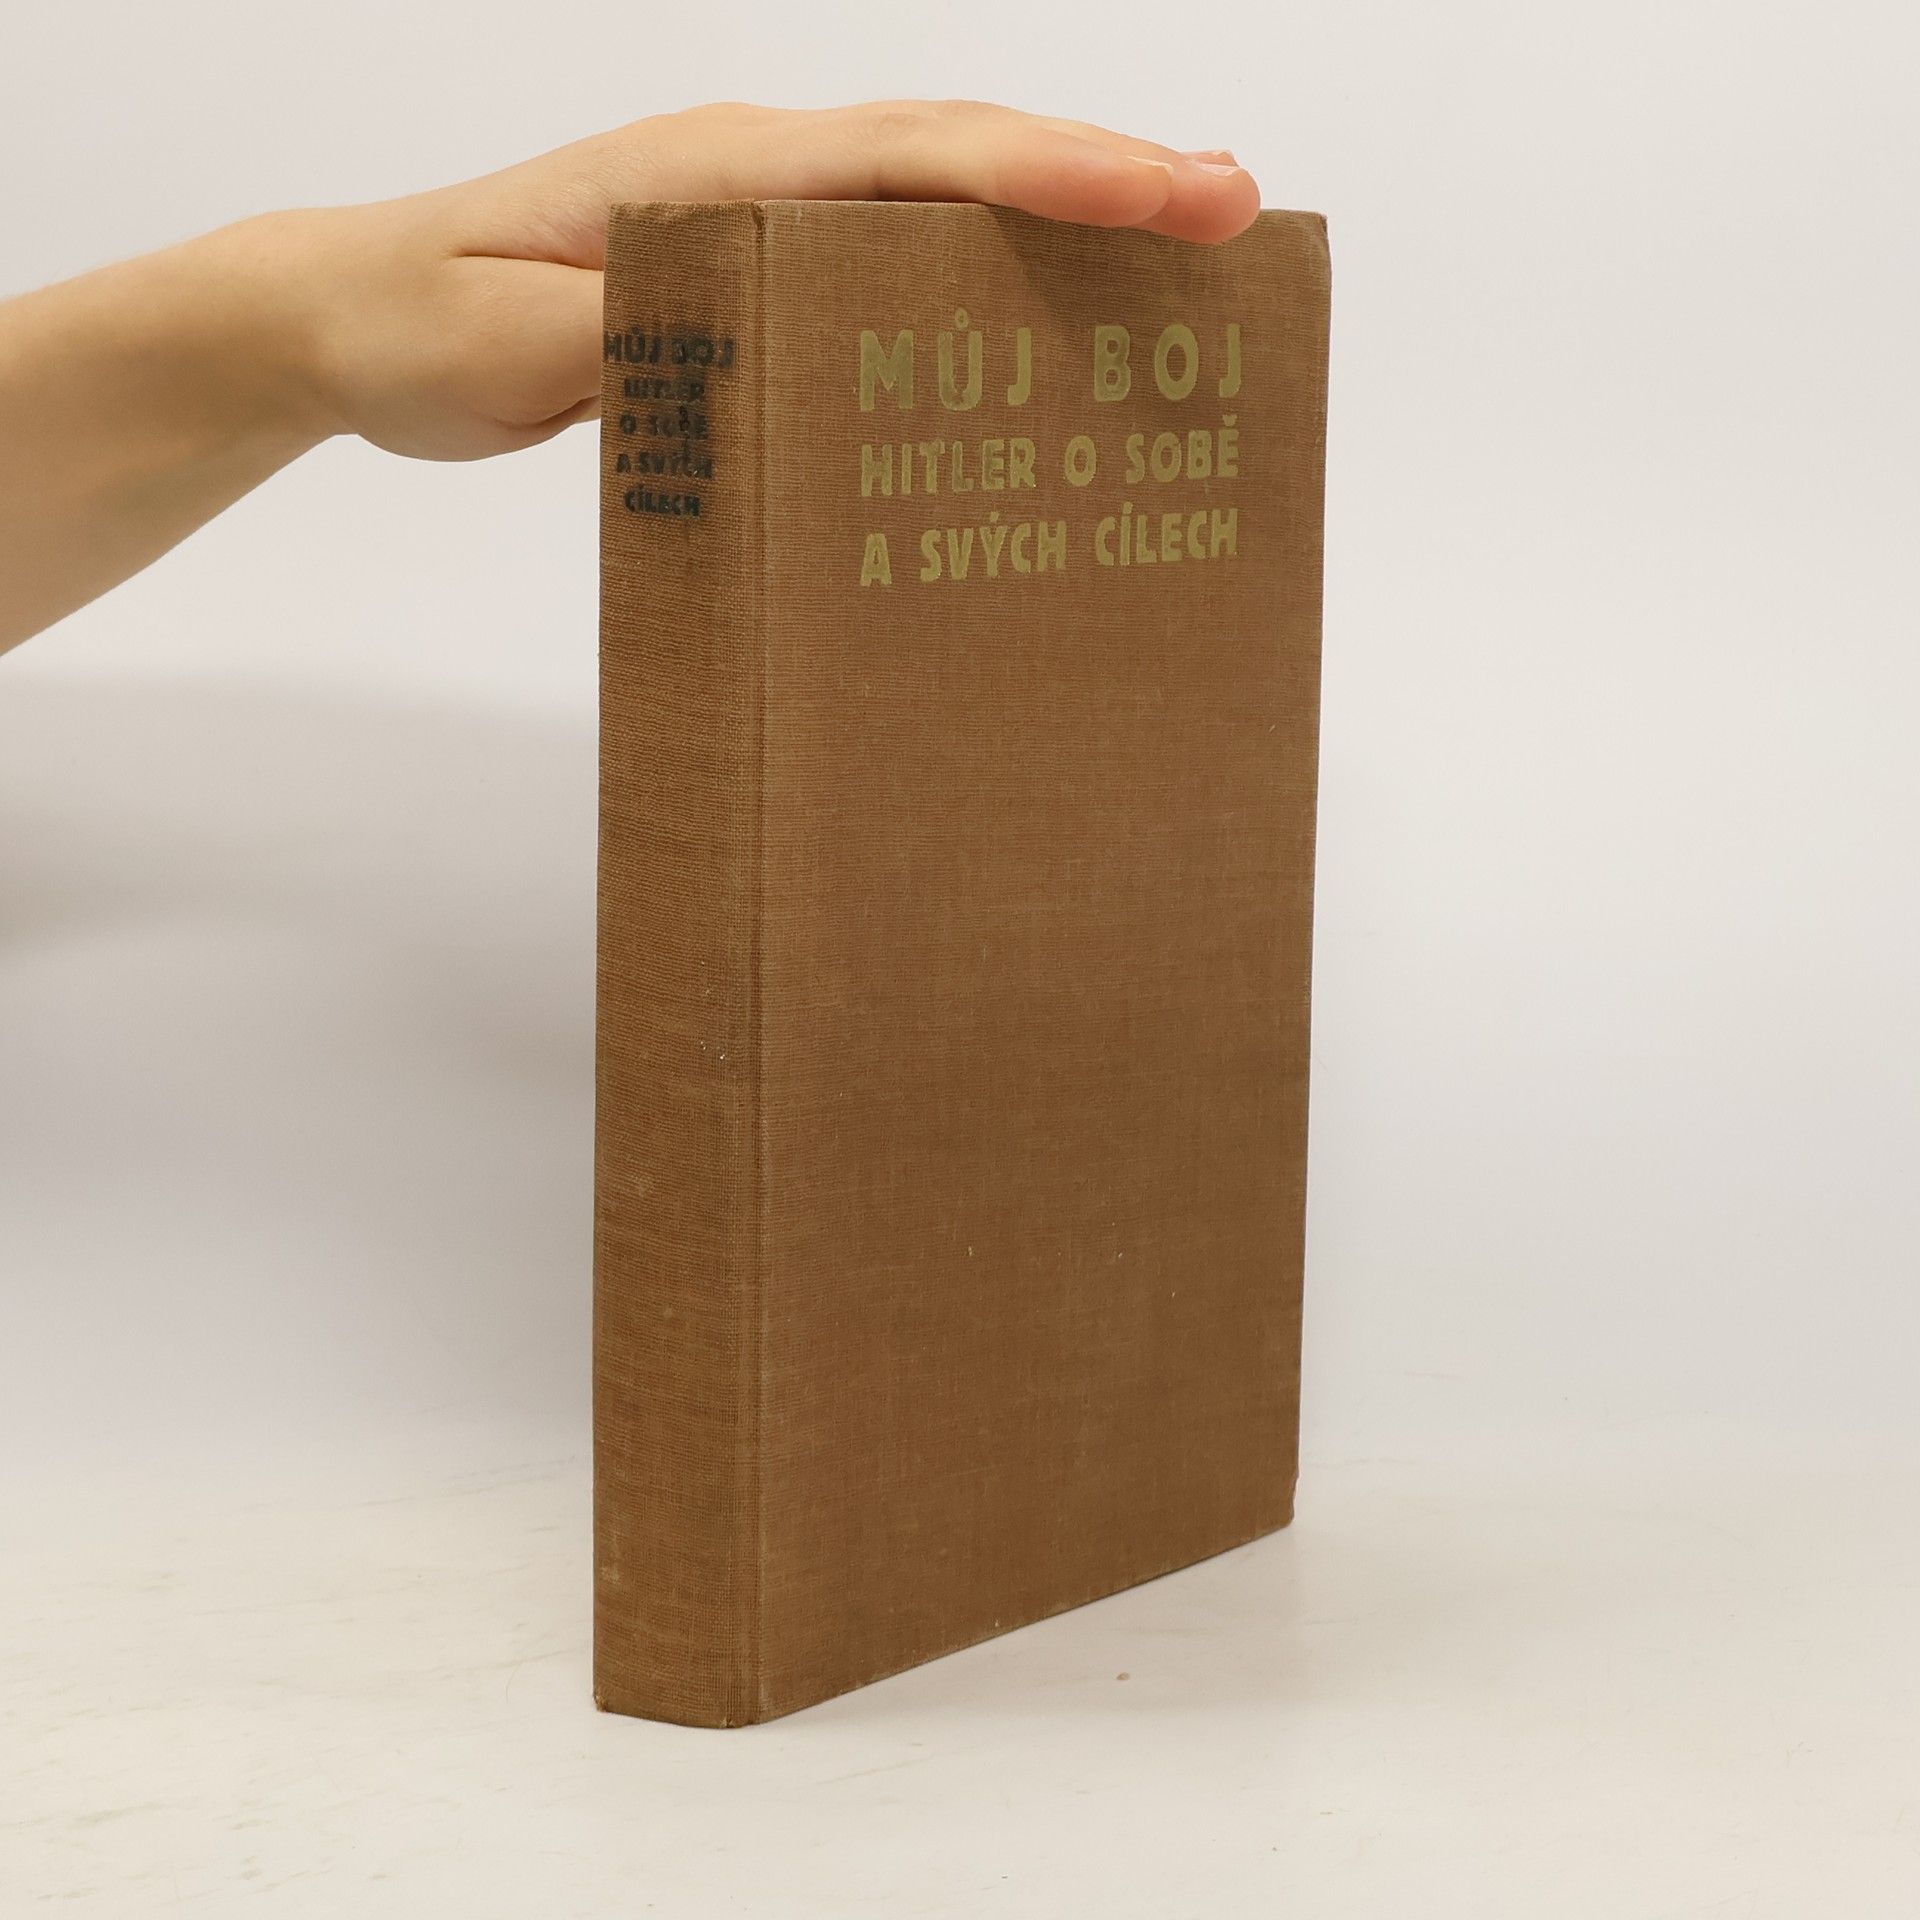 MŮJ BOJ
HITLER
O SOBĚ
A SVÝCH
CÍLECH
MŮJ BOJ
HITLER O SOBĚ
A SVÝCH CÍLECH